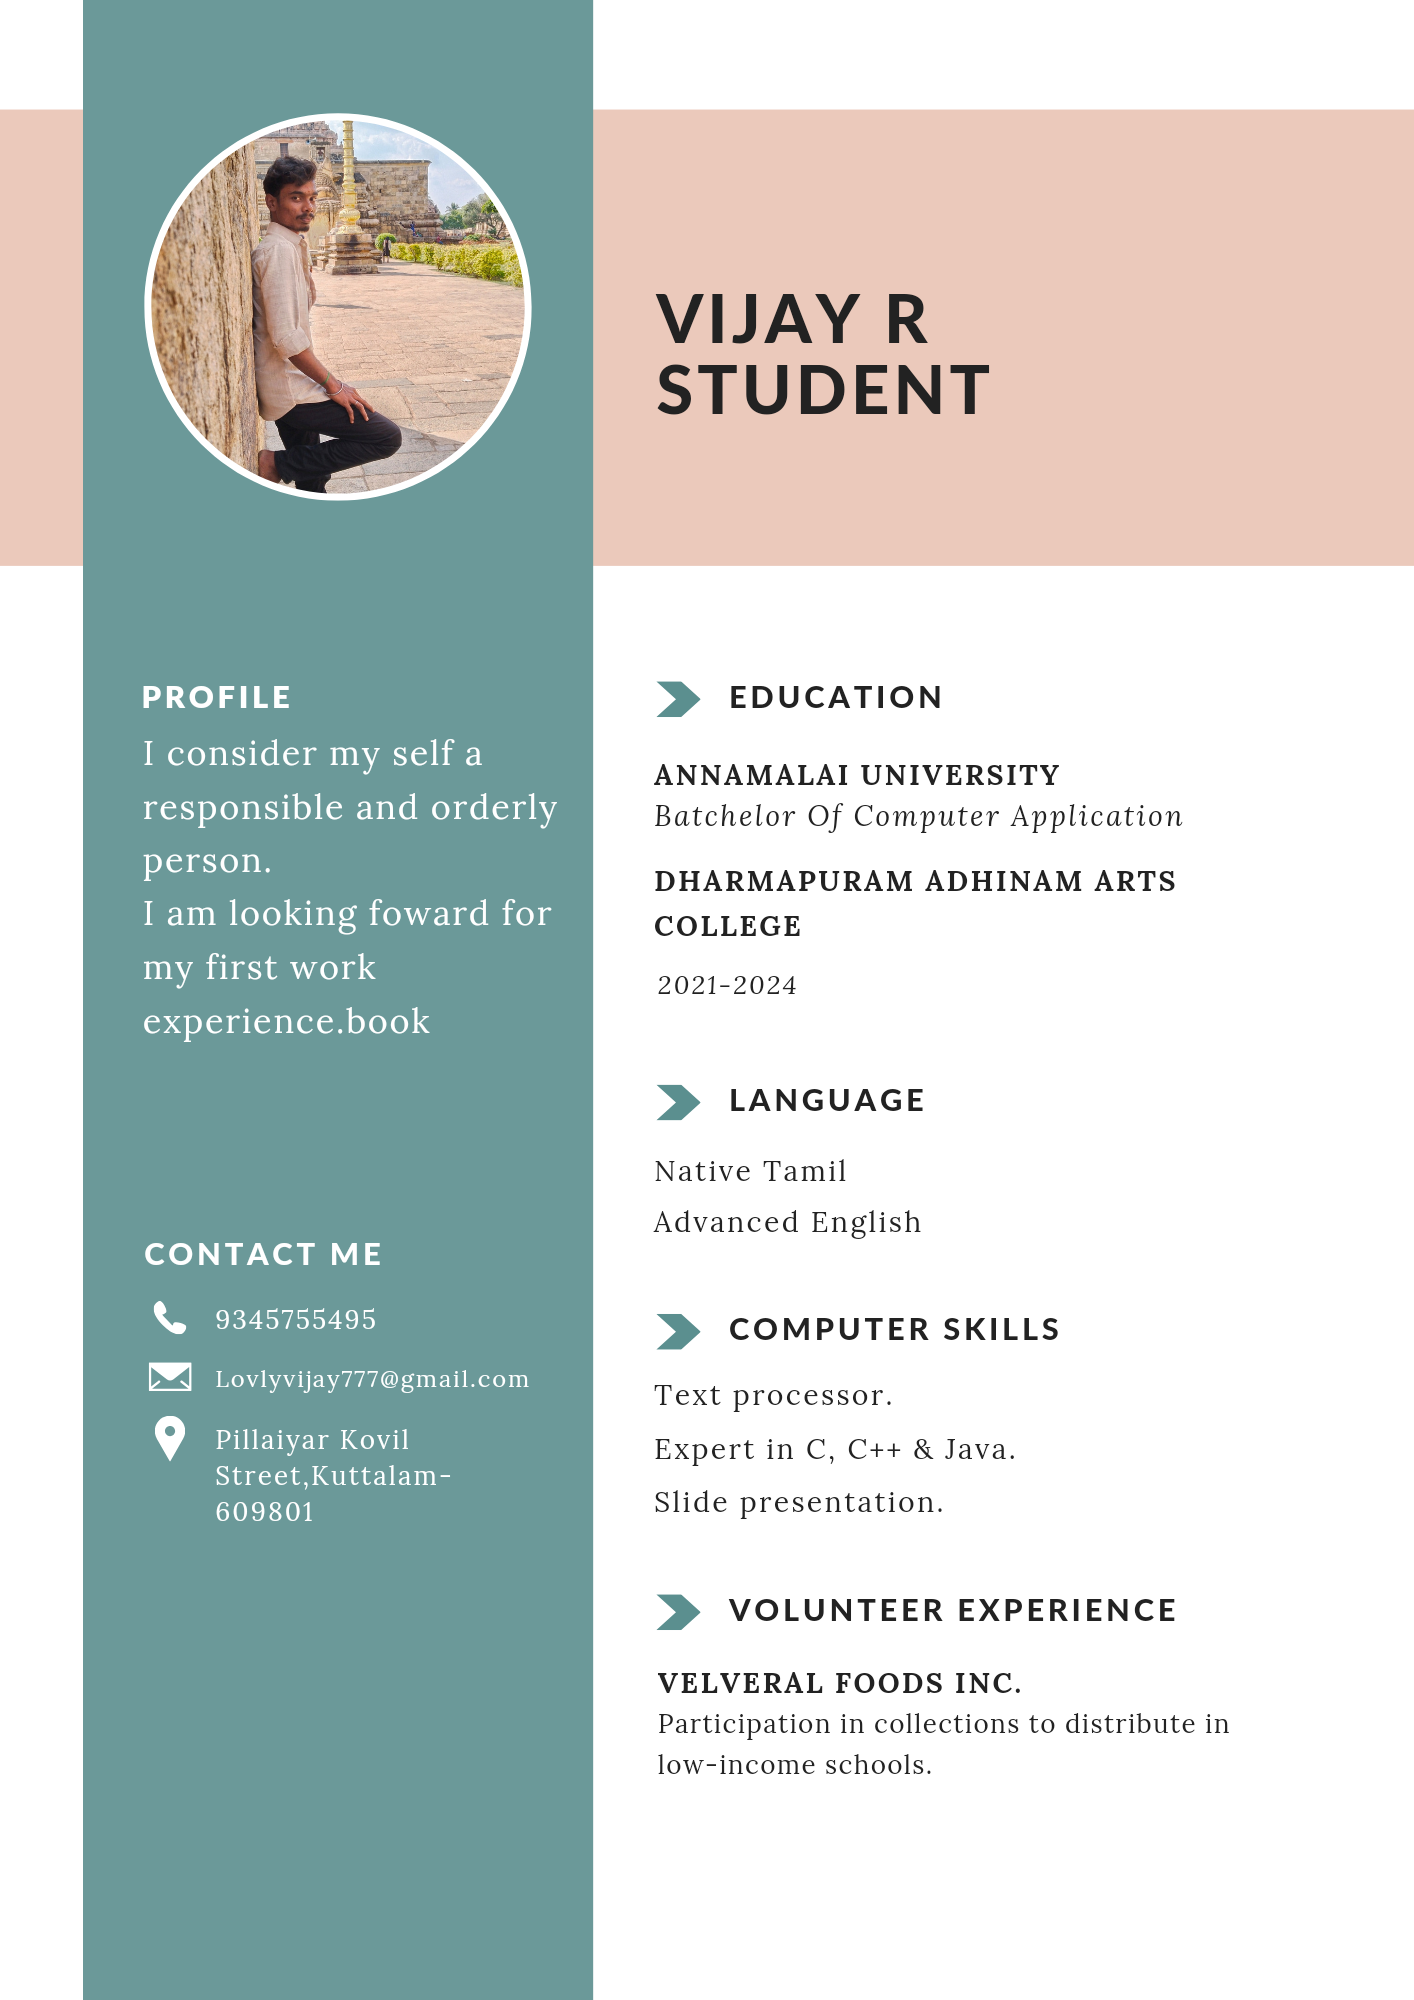 VIJAY R
STUDENT
PROFILE
I consider my self a
responsible and orderly
person.
I am looking foward for
my first work
experience.book
CONTACT ME
9345755495
Lovlyvijay777@gmail.com
Pillaiyar Kovil
Street,Kuttalam-
609801
EDUCATION
ANNAMALAI UNIVERSITY
Batchelor Of Computer Application
DHARMAPURAM ADHINAM ARTS
COLLEGE
2021-2024
LANGUAGE
Native Tamil
Advanced English
COMPUTER SKILLS
Text processor.
Expert in C, C++ & Java.
Slide presentation.
VOLUNTEER EXPERIENCE
VELVERAL FOODS INC.
Participation in collections to distribute in
low-income schools.